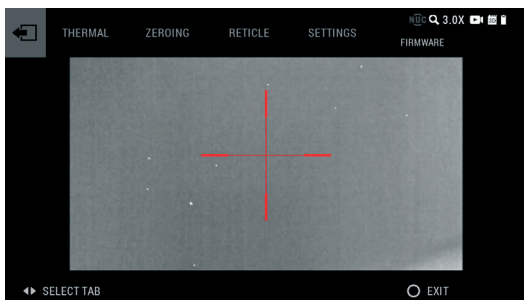 NUC 3.0X
THERMAL ZEROING RETICLE SETTINGS FIRMWARE
SELECT TAB EXIT